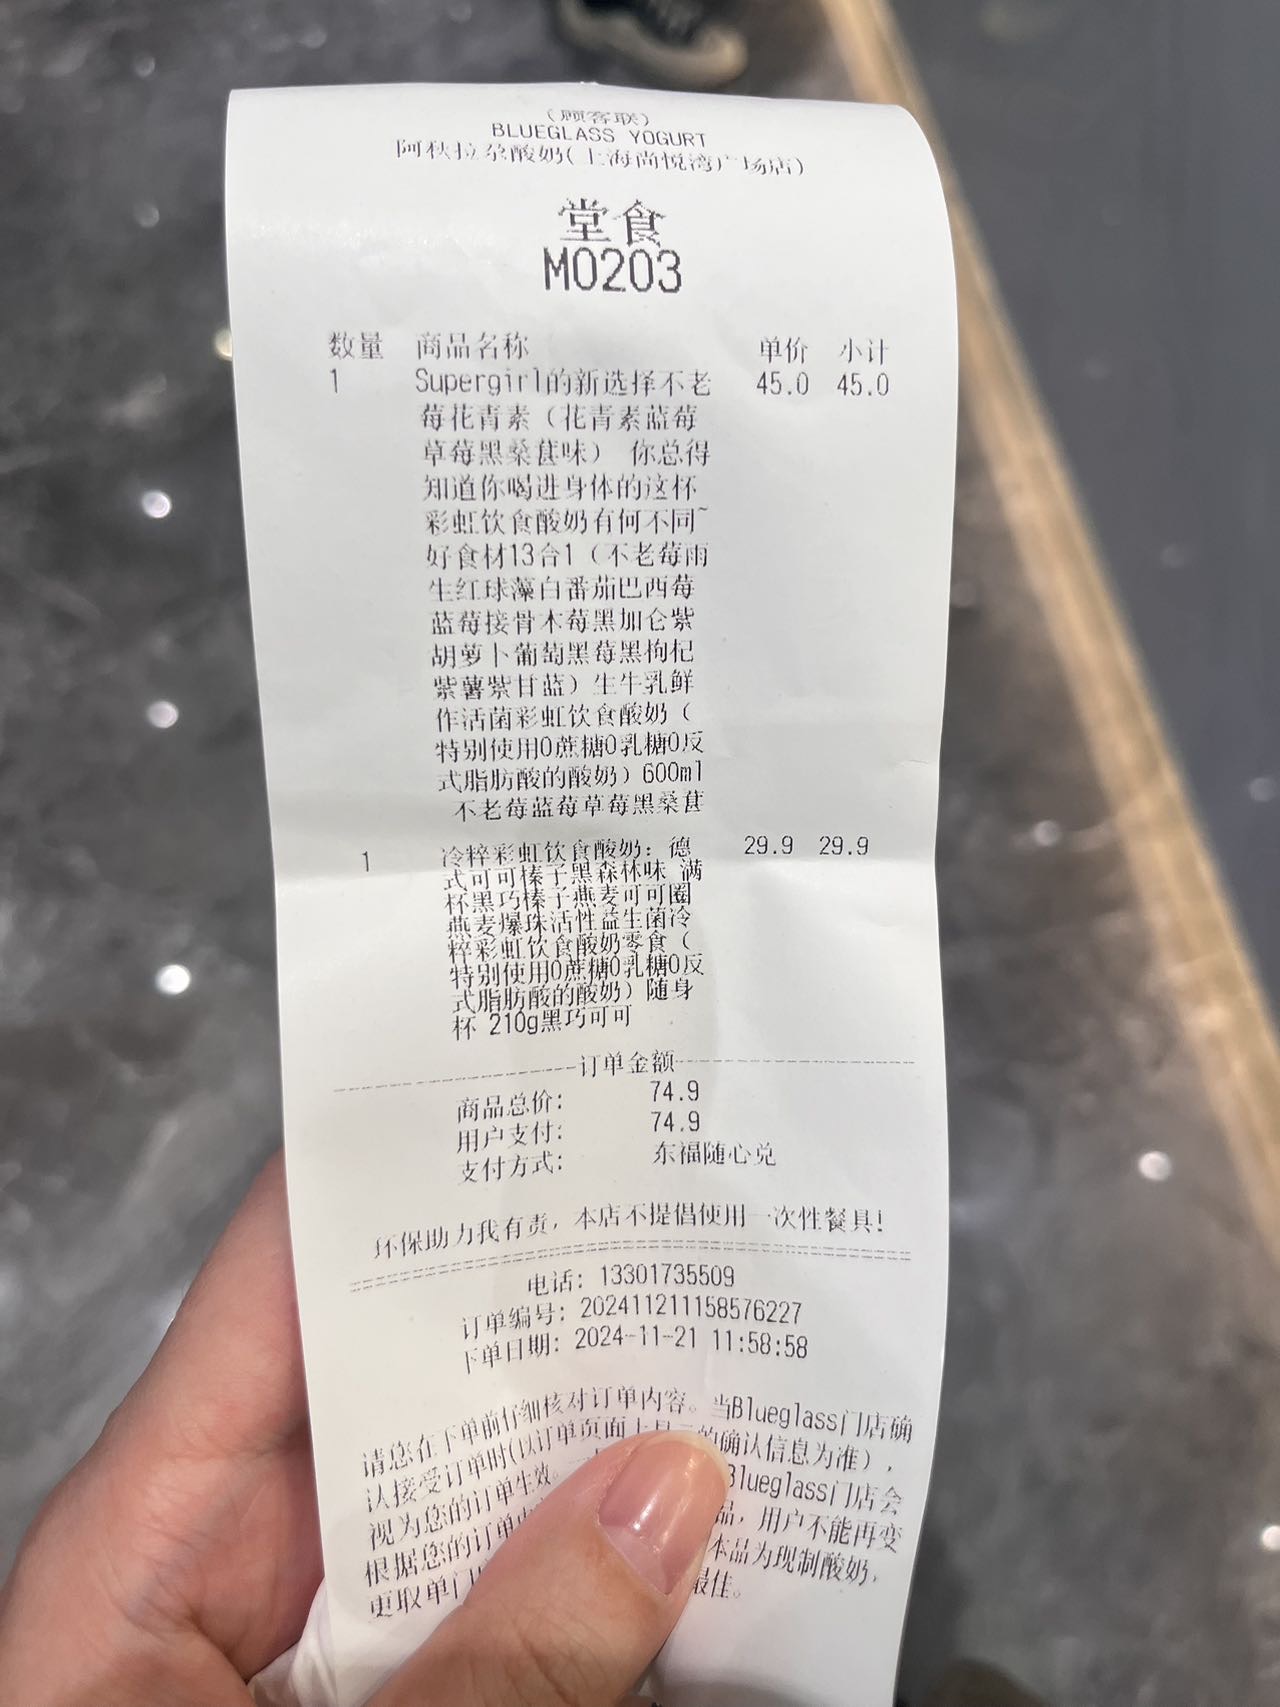 (顾客联)
BLUEGLASS YOGURT
阿秋拉尕酸奶(上海尚悦湾广场店)
堂食
M0203
数量 商品名称 单价 小计
1 Supergirl的新选择不老 45.0 45.0
莓花青素（花青素蓝莓
草莓黑桑葚味） 你总得
知道你喝进身体的这杯
彩虹饮食酸奶有何不同~
好食材13合1（不老莓雨
生红球藻白番茄巴西莓
蓝莓接骨木莓黑加仑紫
胡萝卜葡萄黑莓黑枸杞
紫薯紫甘蓝）生牛乳鲜
作活菌彩虹饮食酸奶（
特别使用0蔗糖0乳糖0反
式脂肪酸的酸奶）600ml
不老莓蓝莓草莓黑桑葚
1 冷粹彩虹饮食酸奶：德 29.9 29.9
式可可榛子黑森林味 满
杯黑巧榛子燕麦可可圈
燕麦爆珠活性益生菌冷
粹彩虹饮食酸奶零食（
特别使用0蔗糖0乳糖0反
式脂肪酸的酸奶）随身
杯 210g黑巧可可
订单金额
商品总价： 74.9
用户支付： 74.9
支付方式： 东福随心兑
环保助力我有责，本店不提倡使用一次性餐具!
电话：13301735509
订单编号：202411211158576227
下单日期：2024-11-21 11:58:58
请您在下单前仔细核对订单内容。当Blueglass门店确
认接受订单时(以订单页面上 的确认信息为准)，
视为您的订单生效。 Blueglass门店会
根据您的订单 品，用户不能再变
更取单门 本品为现制酸奶，
最佳。